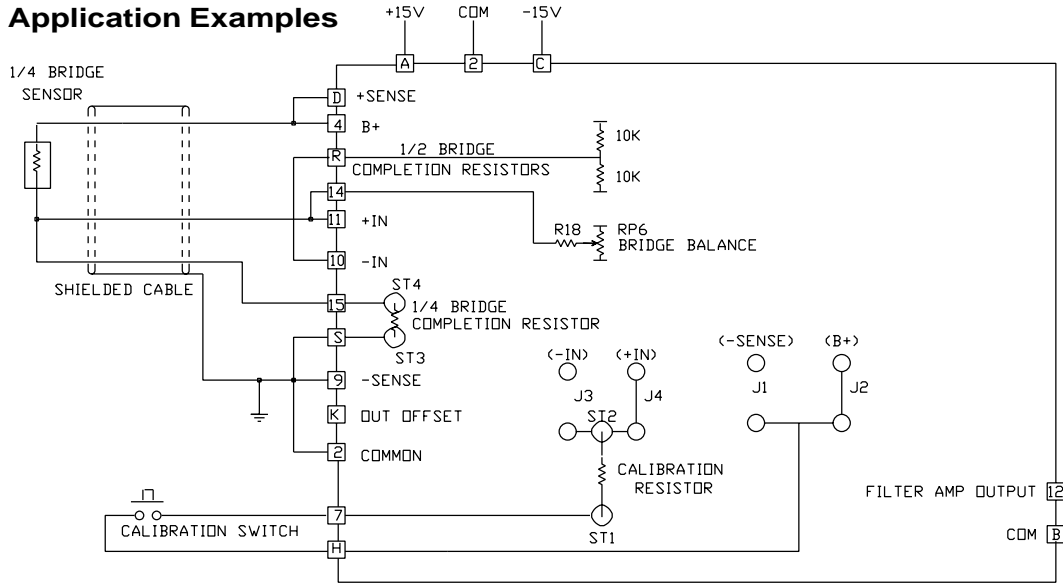 Application Examples
+15V COM -15V
A 2 C
1/4 BRIDGE
SENSOR
D +SENSE
4 B+
R 1/2 BRIDGE
COMPLETION RESISTORS
10K
10K
14
11 +IN
R18 RP6
BRIDGE BALANCE
10 -IN
SHIELDED CABLE
ST4
15 1/4 BRIDGE
COMPLETION RESISTOR
S
ST3
9 -SENSE
(-IN) (+IN)
(-SENSE) (B+)
J3 J4
J1 J2
K OUT OFFSET
ST2
2 COMMON
CALIBRATION
RESISTOR
FILTER AMP OUTPUT 12
7
CALIBRATION SWITCH
ST1
COM B
H